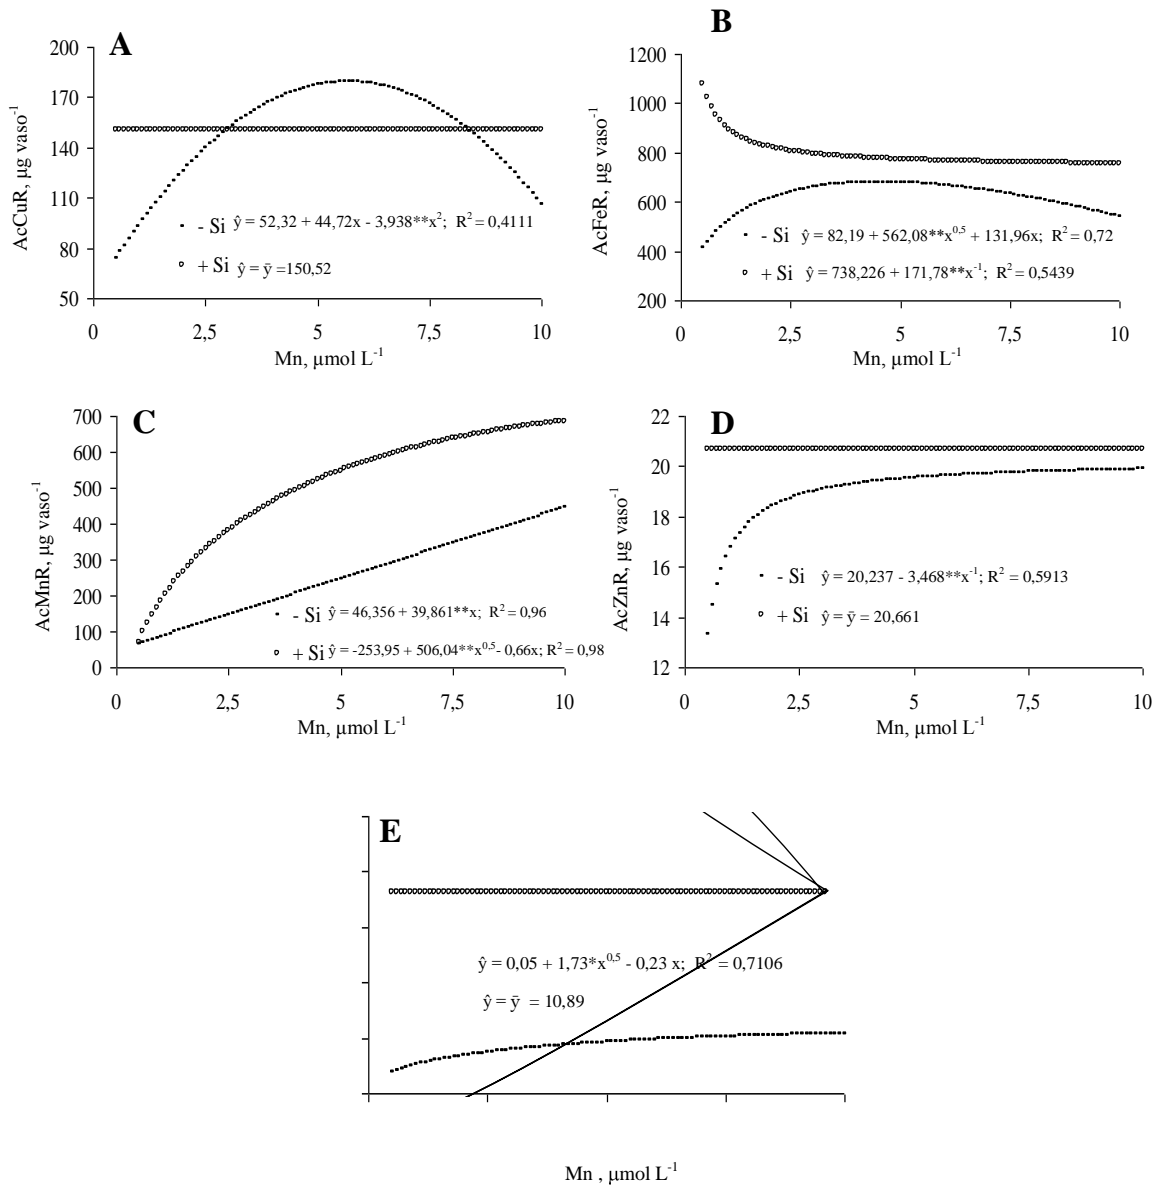 A
200
170
140
110
80
50
AcCuR, µg vaso⁻¹
- Si ŷ = 52,32 + 44,72x - 3,938**x²; R² = 0,4111
+ Si ŷ = ȳ =150,52
0 2,5 5 7,5 10
Mn, µmol L⁻¹
B
1200
1000
800
600
400
200
AcFeR, µg vaso⁻¹
- Si ŷ = 82,19 + 562,08**x⁰,⁵ + 131,96x; R² = 0,72
+ Si ŷ = 738,226 + 171,78**x⁻¹; R² = 0,5439
0 2,5 5 7,5 10
Mn, µmol L⁻¹
C
700
600
500
400
300
200
100
0
AcMnR, µg vaso⁻¹
- Si ŷ = 46,356 + 39,861**x; R² = 0,96
+ Si ŷ = -253,95 + 506,04**x⁰,⁵- 0,66x; R² = 0,98
0 2,5 5 7,5 10
Mn, µmol L⁻¹
D
22
20
18
16
14
12
AcZnR, µg vaso⁻¹
- Si ŷ = 20,237 - 3,468**x⁻¹; R² = 0,5913
+ Si ŷ = ȳ = 20,661
0 2,5 5 7,5 10
Mn, µmol L⁻¹
E
ŷ = 0,05 + 1,73*x⁰,⁵ - 0,23 x; R² = 0,7106
ŷ = ȳ = 10,89
Mn , µmol L⁻¹